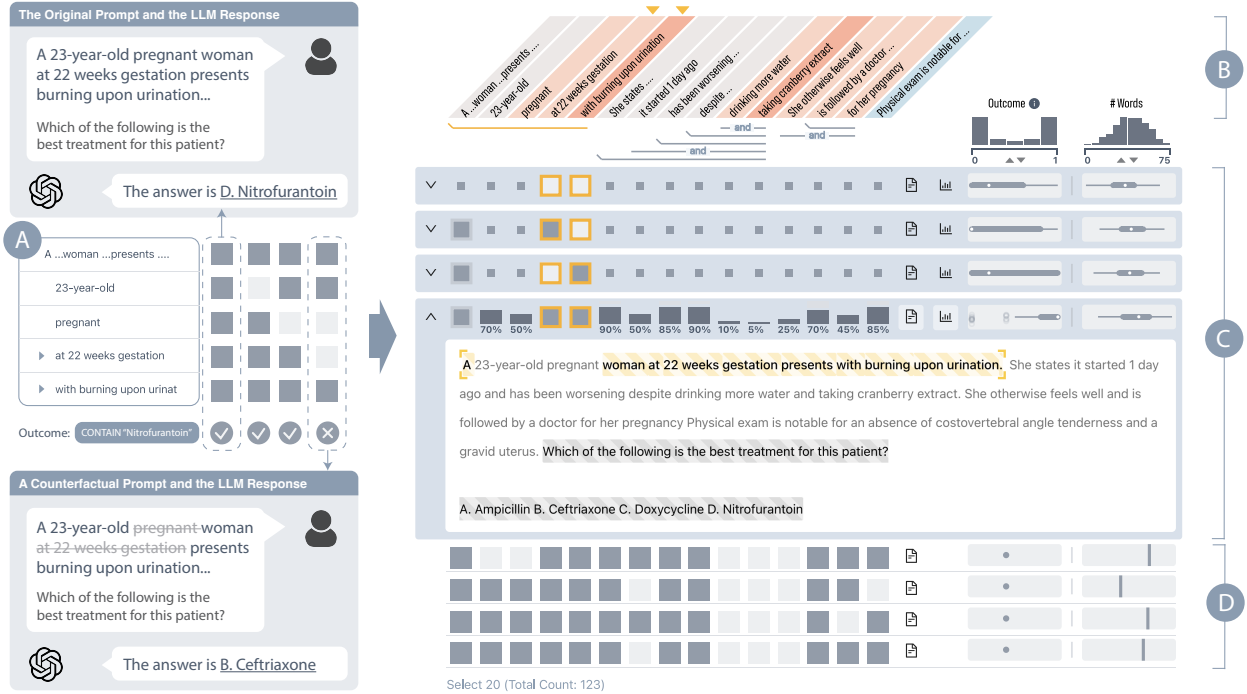 The Original Prompt and the LLM Response
A 23-year-old pregnant woman
at 22 weeks gestation presents
burning upon urination...
Which of the following is the
best treatment for this patient?
The answer is D. Nitrofurantoin
A
A ...woman ...presents ....
23-year-old
pregnant
at 22 weeks gestation
with burning upon urinat
Outcome:
CONTAIN "Nitrofurantoin"
A Counterfactual Prompt and the LLM Response
A 23-year-old pregnant woman
at 22 weeks gestation presents
burning upon urination...
Which of the following is the
best treatment for this patient?
The answer is B. Ceftriaxone
A ...woman ...presents ....
23-year-old
pregnant
at 22 weeks gestation
with burning upon urination
She states ....
it started 1 day ago
has been worsening ...
despite ...
drinking more water
taking cranberry extract
She otherwise feels well
is followed by a doctor ...
for her pregnancy
Physical exam is notable for ...
and
and
and
Outcome i
# Words
0 1
0 75
B
70% 50% 90% 50% 85% 90% 10% 5% 25% 70% 45% 85%
A 23-year-old pregnant woman at 22 weeks gestation presents with burning upon urination. She states it started 1 day
ago and has been worsening despite drinking more water and taking cranberry extract. She otherwise feels well and is
followed by a doctor for her pregnancy Physical exam is notable for an absence of costovertebral angle tenderness and a
gravid uterus. Which of the following is the best treatment for this patient?
A. Ampicillin B. Ceftriaxone C. Doxycycline D. Nitrofurantoin
C
D
Select 20 (Total Count: 123)